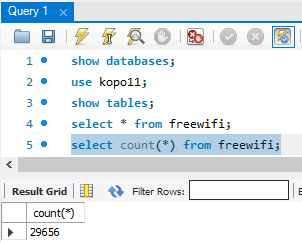 Query 1
1 show databases;
2 use kopo11;
3 show tables;
4 select * from freewifi;
5 select count(*) from freewifi;
Result Grid Filter Rows:
count(*)
29656